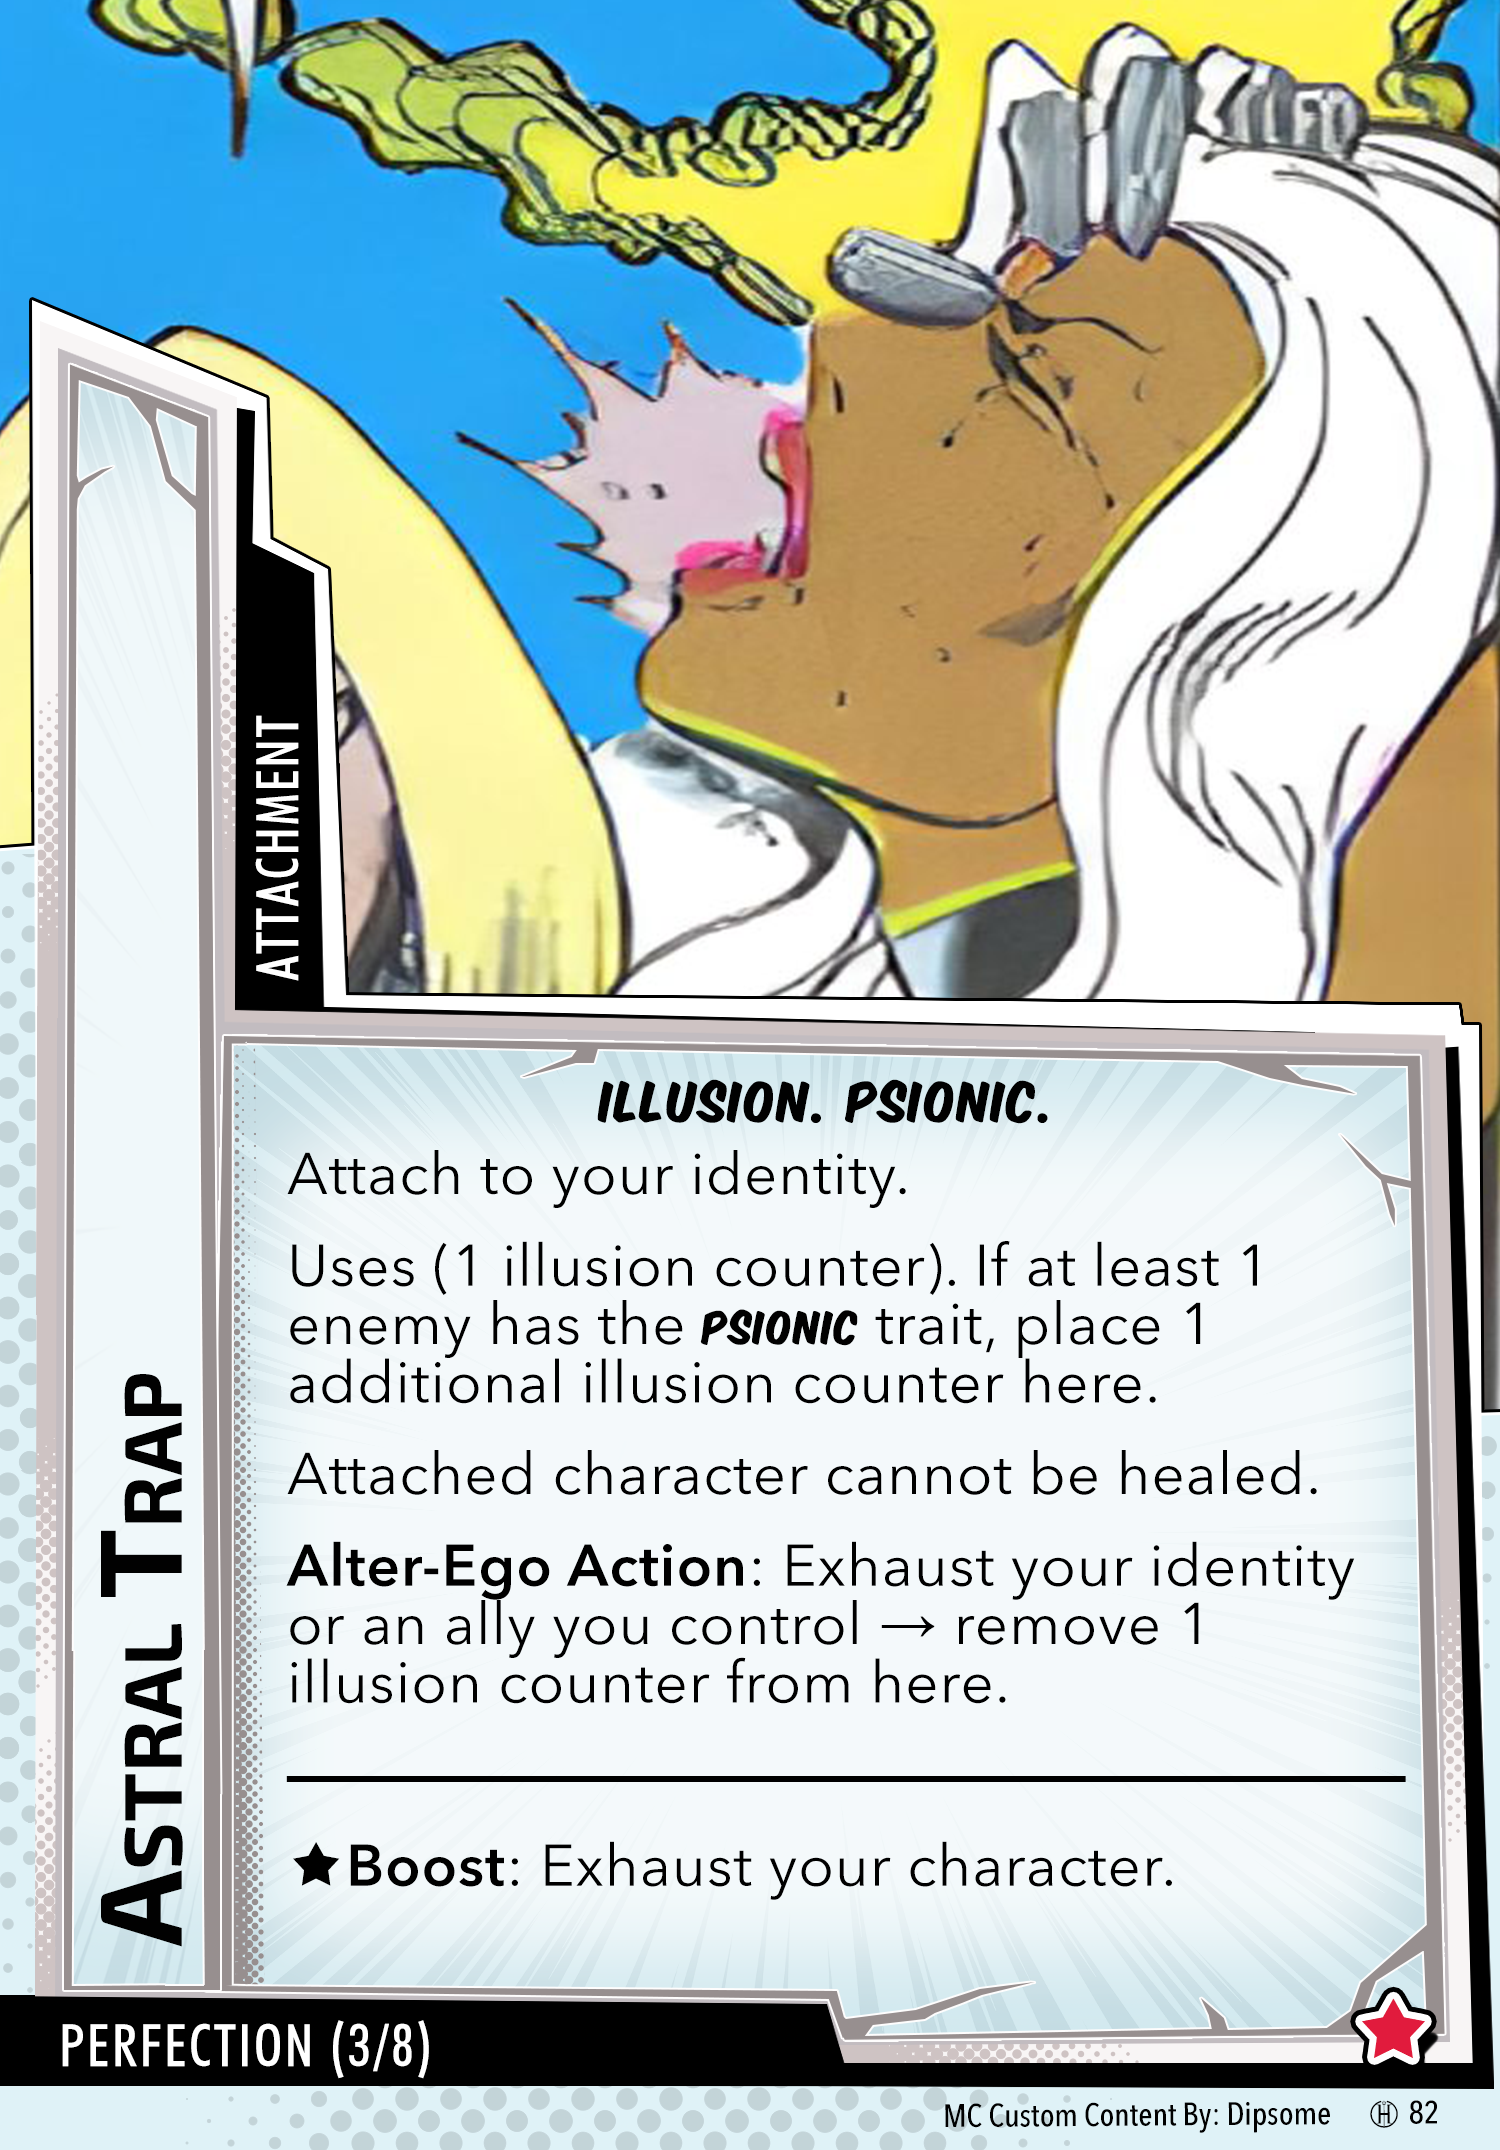 ATTACHMENT
ASTRAL TRAP
ILLUSION. PSIONIC.
Attach to your identity.
Uses (1 illusion counter). If at least 1
enemy has the PSIONIC trait, place 1
additional illusion counter here.
Attached character cannot be healed.
Alter-Ego Action: Exhaust your identity
or an ally you control → remove 1
illusion counter from here.
★Boost: Exhaust your character.
PERFECTION (3/8)
MC Custom Content By: Dipsome H 82